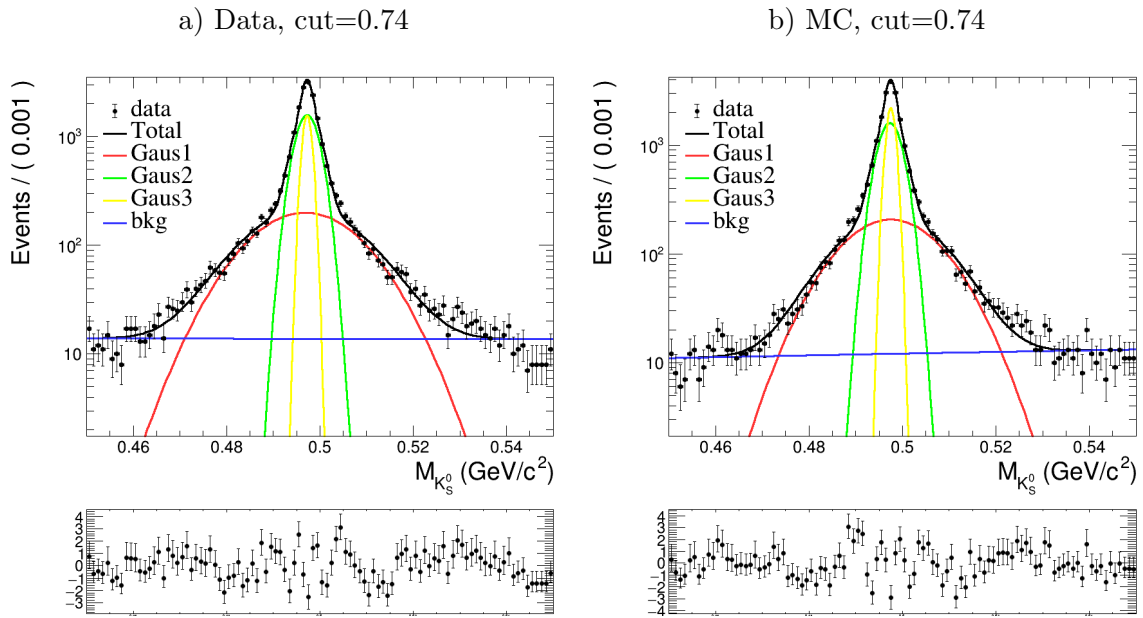 a) Data, cut=0.74
Events / ( 0.001 )
10³
10²
10
data
Total
Gaus1
Gaus2
Gaus3
bkg
0.46 0.48 0.5 0.52 0.54
M_{K_S^0} (GeV/c²)
4
3
2
1
0
−1
−2
−3
b) MC, cut=0.74
Events / ( 0.001 )
10³
10²
10
data
Total
Gaus1
Gaus2
Gaus3
bkg
0.46 0.48 0.5 0.52 0.54
M_{K_S^0} (GeV/c²)
4
3
2
1
0
−1
−2
−3
−4